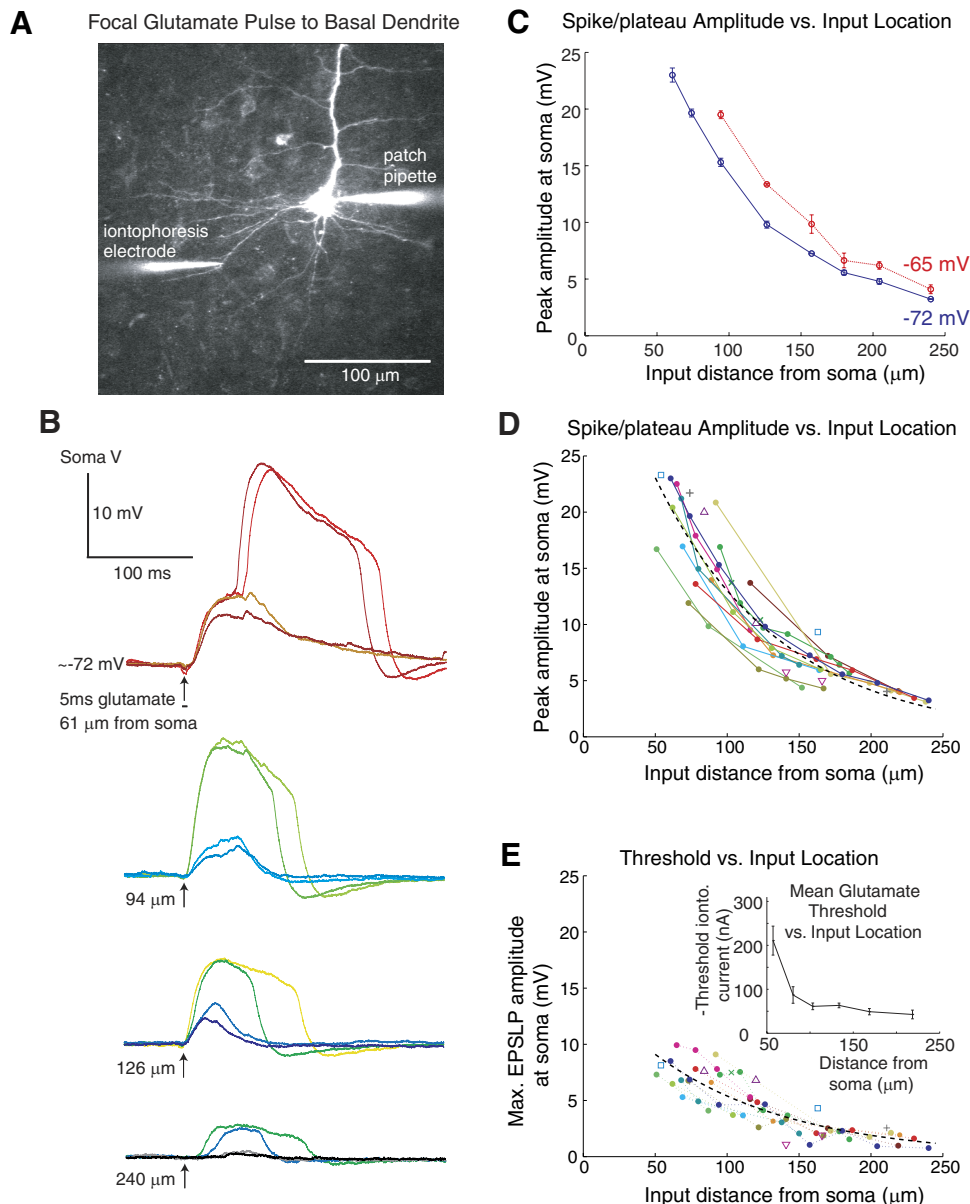 A
Focal Glutamate Pulse to Basal Dendrite
patch
pipette
iontophoresis
electrode
100 μm
B
Soma V
10 mV
100 ms
~-72 mV
5ms glutamate
61 μm from soma
94 μm
126 μm
240 μm
C
Spike/plateau Amplitude vs. Input Location
Peak amplitude at soma (mV)
25
20
15
10
5
0
-65 mV
-72 mV
0
50
100
150
200
250
Input distance from soma (μm)
D
Spike/plateau Amplitude vs. Input Location
Peak amplitude at soma (mV)
25
20
15
10
5
0
0
50
100
150
200
250
Input distance from soma (μm)
E
Threshold vs. Input Location
Max. EPSLP amplitude
at soma (mV)
25
20
15
10
5
0
0
50
100
150
200
250
Input distance from soma (μm)
Mean Glutamate
Threshold
vs. Input Location
-Threshold ionto.
current (nA)
300
200
100
0
50
150
250
Distance from
soma (μm)